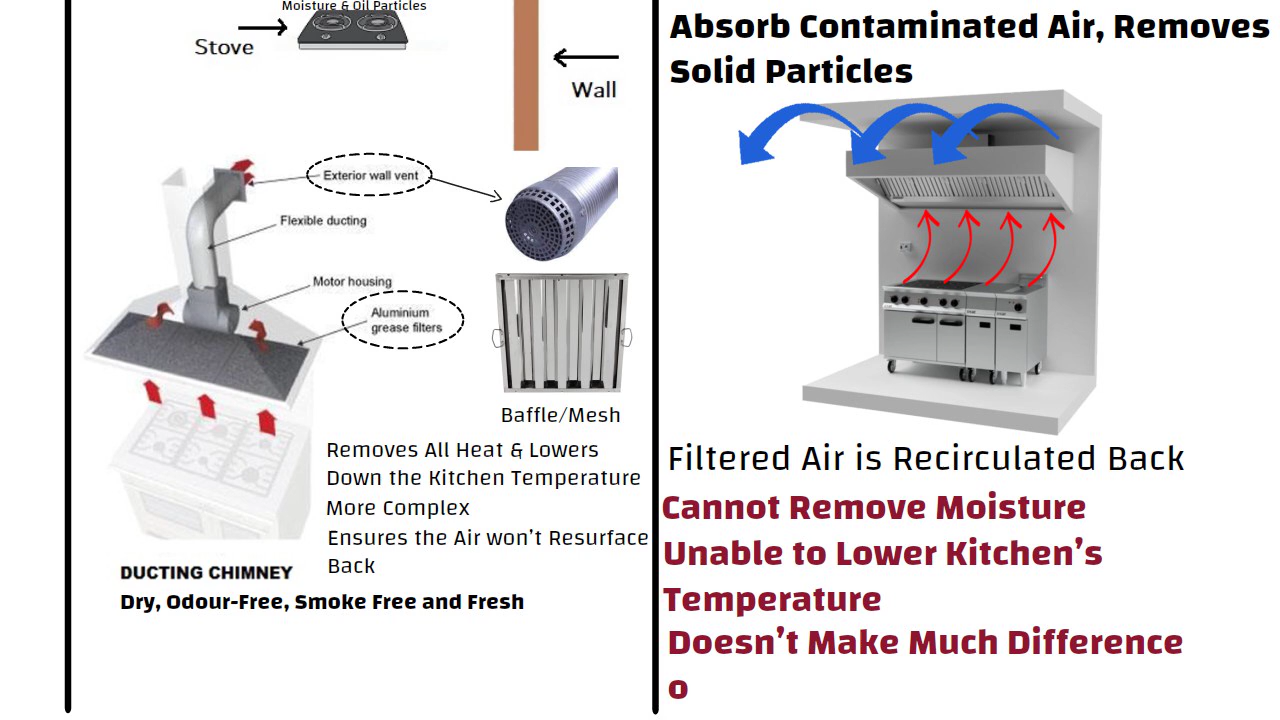 Moisture & Oil Particles
Stove
Wall
Exterior wall vent
Flexible ducting
Motor housing
Aluminium
grease filters
Baffle/Mesh
Removes All Heat & Lowers
Down the Kitchen Temperature
More Complex
Ensures the Air won't Resurface
Back
DUCTING CHIMNEY
Dry, Odour-Free, Smoke Free and Fresh
Absorb Contaminated Air, Removes
Solid Particles
Filtered Air is Recirculated Back
Cannot Remove Moisture
Unable to Lower Kitchen's
Temperature
Doesn't Make Much Difference
o